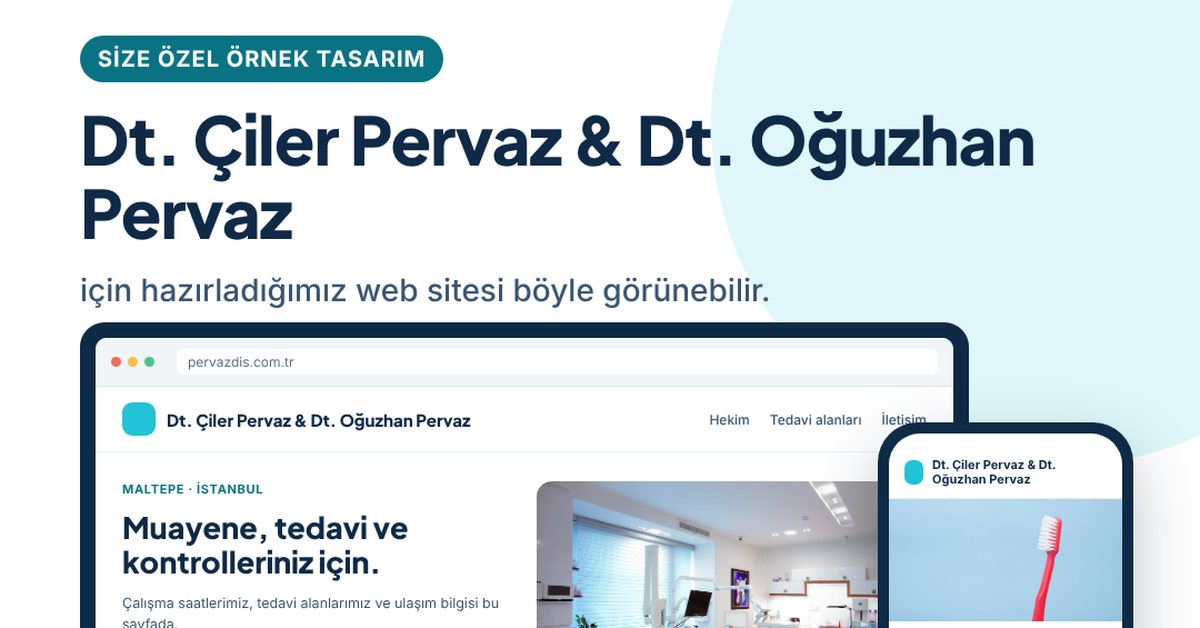 SİZE ÖZEL ÖRNEK TASARIM
Dt. Çiler Pervaz & Dt. Oğuzhan
Pervaz
için hazırladığımız web sitesi böyle görünebilir.
pervazdis.com.tr
Dt. Çiler Pervaz & Dt. Oğuzhan Pervaz
Hekim Tedavi alanları İletişim
Dt. Çiler Pervaz & Dt.
Oğuzhan Pervaz
MALTEPE · İSTANBUL
Muayene, tedavi ve
kontrolleriniz için.
Çalışma saatlerimiz, tedavi alanlarımız ve ulaşım bilgisi bu
sayfada.